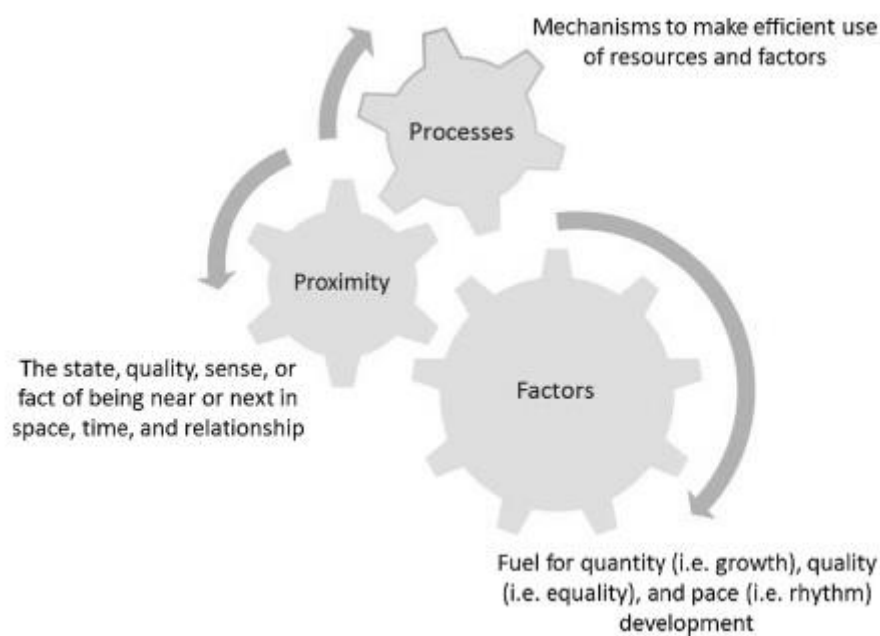 Mechanisms to make efficient use
of resources and factors
Processes
Proximity
The state, quality, sense, or
fact of being near or next in
space, time, and relationship
Factors
Fuel for quantity (i.e. growth), quality
(i.e. equality), and pace (i.e. rhythm)
development